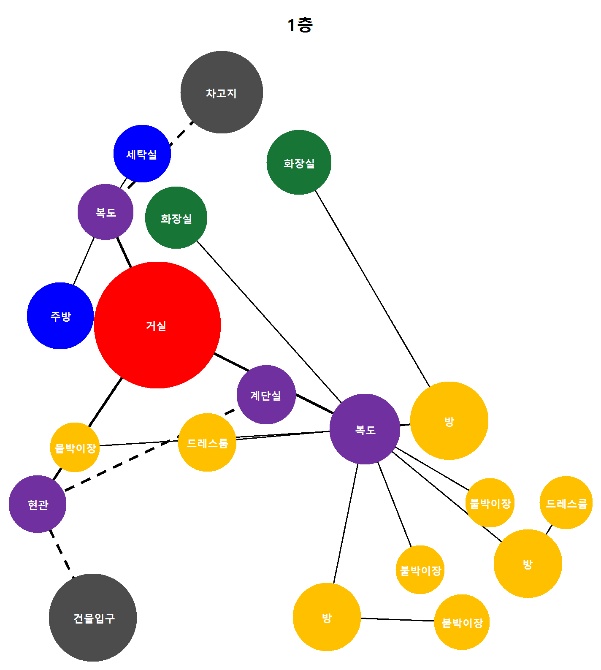 1층
차고지
세탁실
화장실
복도
화장실
주방
거실
계단실
방
복도
붙박이장
드레스룸
현관
붙박이장
드레스룸
방
붙박이장
건물입구
방
붙박이장